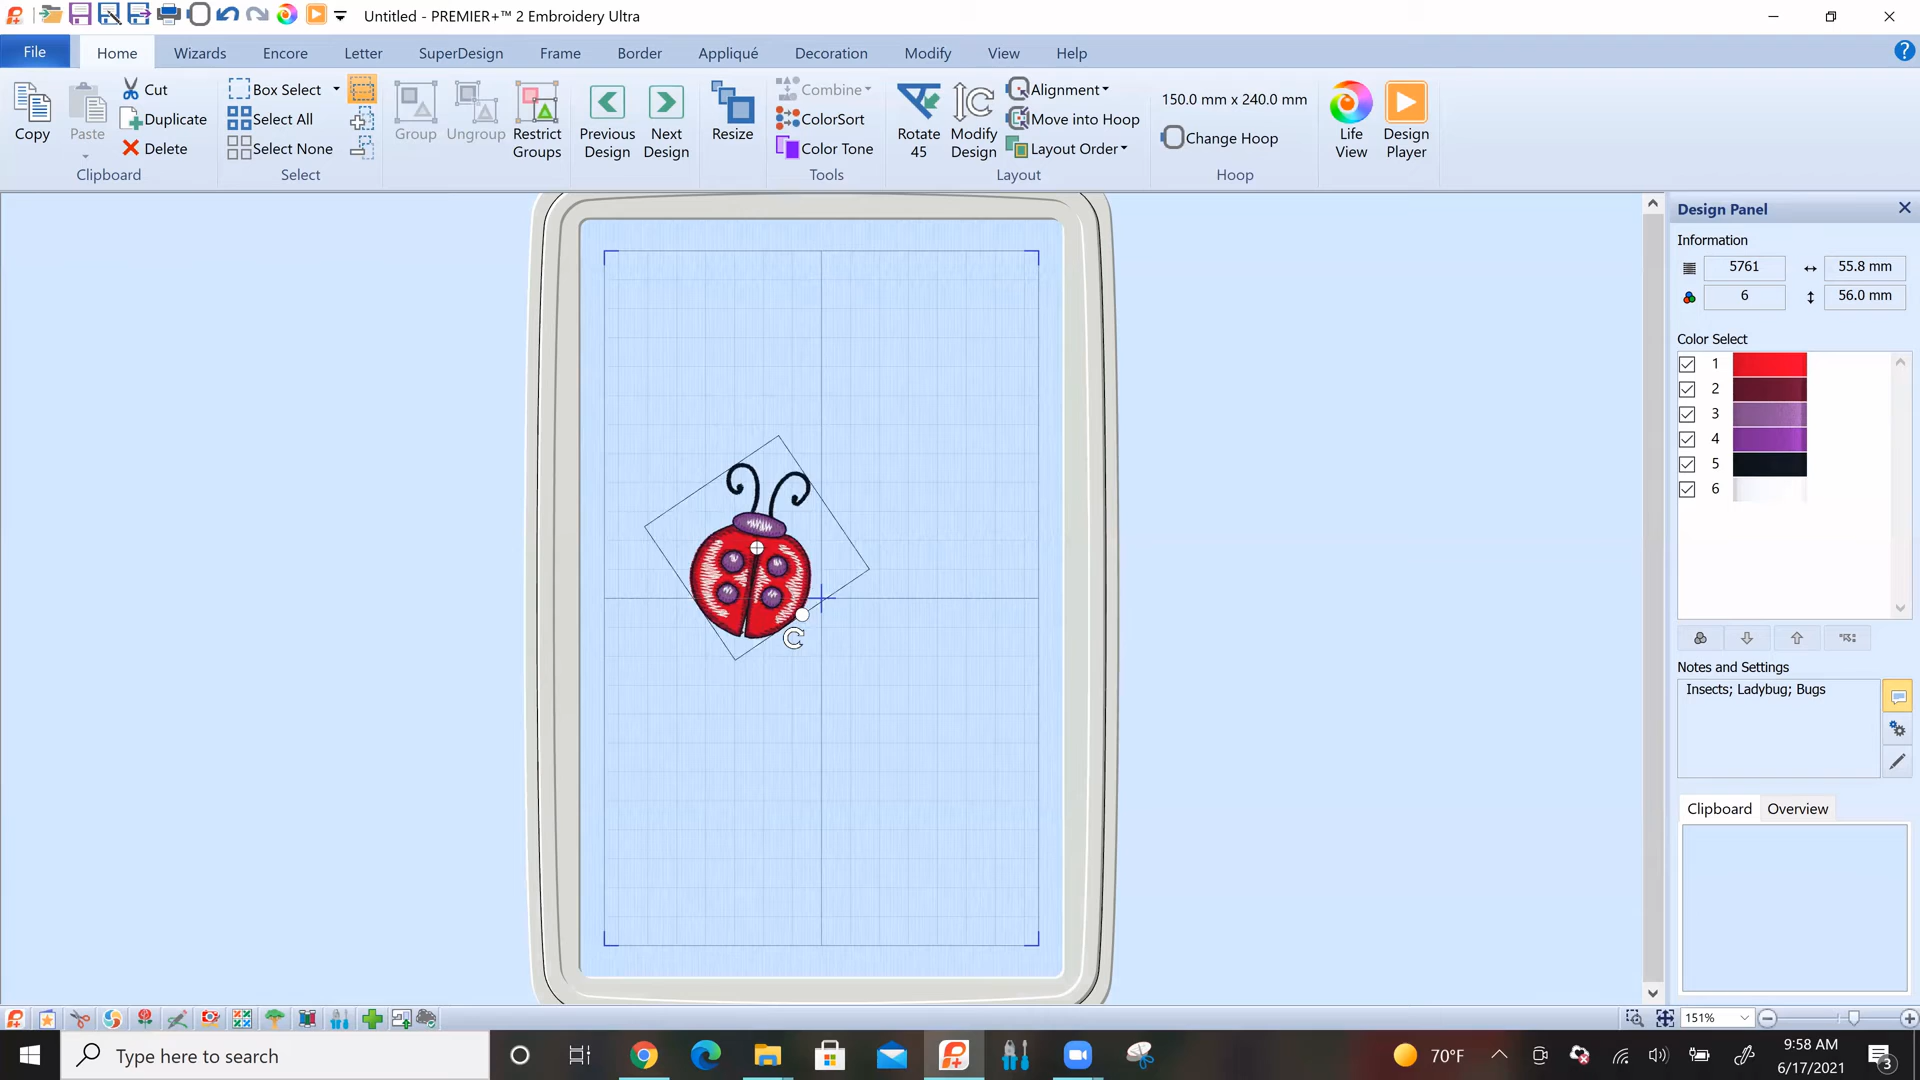 Untitled - PREMIER+™ 2 Embroidery Ultra
File Home Wizards Encore Letter SuperDesign Frame Border Appliqué Decoration Modify View Help
Copy
Paste
Cut
Duplicate
Delete
Clipboard
Box Select
Select All
Select None
Select
Group
Ungroup
Restrict Groups
Previous Design
Next Design
Resize
Combine
ColorSort
Color Tone
Tools
Rotate 45
Modify Design
Alignment
Move into Hoop
Layout Order
Layout
150.0 mm x 240.0 mm
Change Hoop
Hoop
Life View
Design Player
Design Panel
Information
5761
55.8 mm
6
56.0 mm
Color Select
1
2
3
4
5
6
Notes and Settings
Insects; Ladybug; Bugs
Clipboard Overview
151%
Type here to search
70°F
9:58 AM
6/17/2021
3